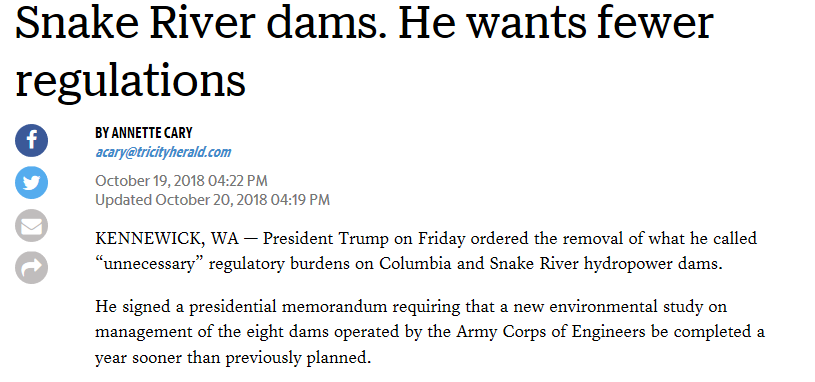 Snake River dams. He wants fewer
regulations
BY ANNETTE CARY
acary@tricityherald.com
October 19, 2018 04:22 PM
Updated October 20, 2018 04:19 PM
KENNEWICK, WA — President Trump on Friday ordered the removal of what he called
“unnecessary” regulatory burdens on Columbia and Snake River hydropower dams.
He signed a presidential memorandum requiring that a new environmental study on
management of the eight dams operated by the Army Corps of Engineers be completed a
year sooner than previously planned.